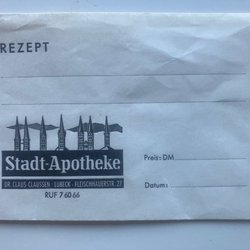 REZEPT
Stadt-Apotheke
DR. CLAUS CLAUSSEN · LÜBECK · FLEISCHHAUERSTR. 27
RUF 7 60 66
Preis: DM
Datum: